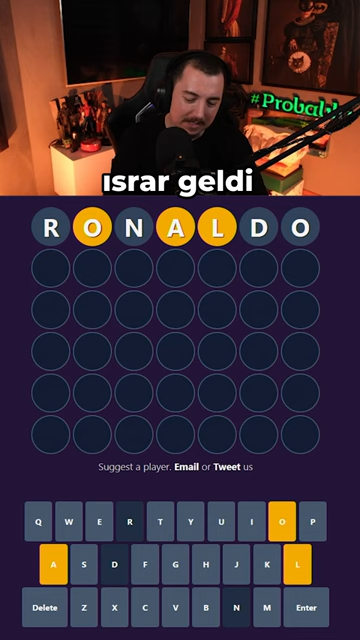 #Probabl
ısrar geldi
RONALDO
Suggest a player. Email or Tweet us
Q W E R T Y U I O P
A S D F G H J K L
Delete Z X C V B N M Enter